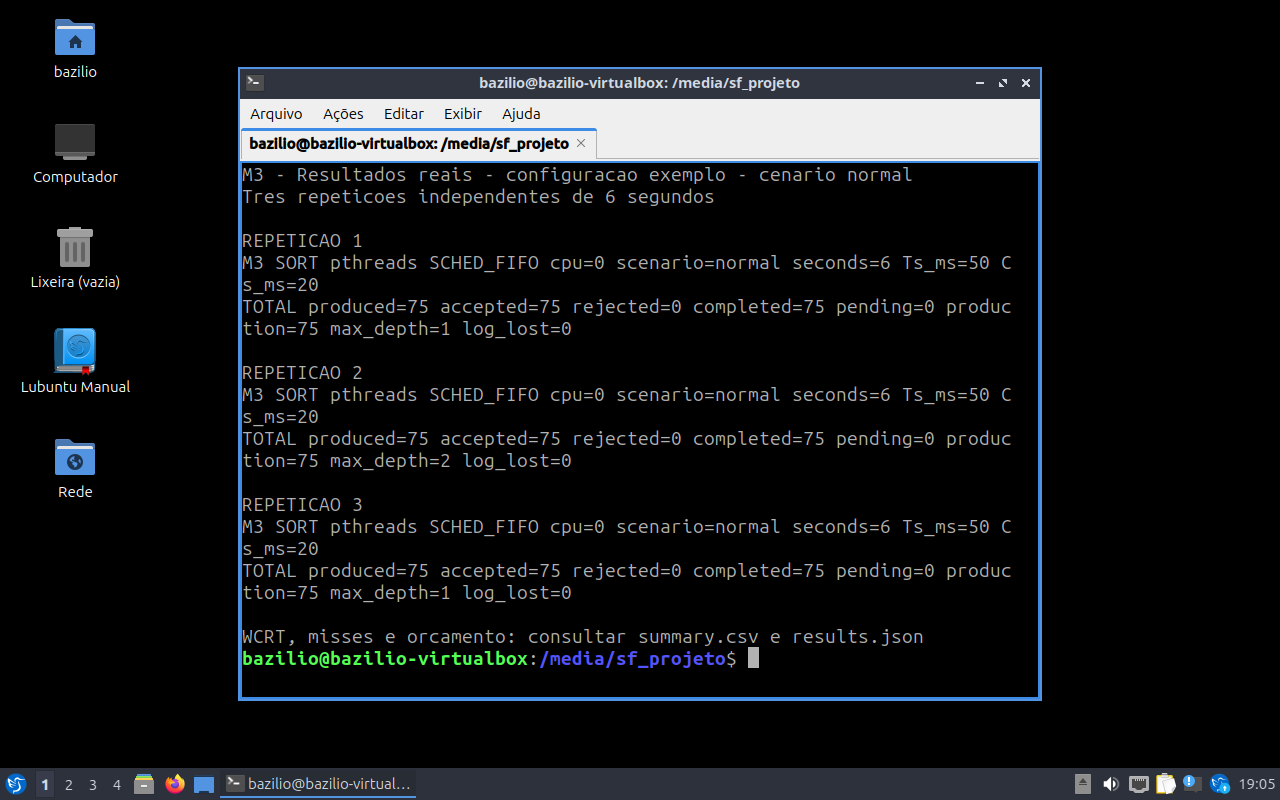 bazilio
Computador
Lixeira (vazia)
Lubuntu Manual
Rede
bazilio@bazilio-virtualbox: /media/sf_projeto
Arquivo Ações Editar Exibir Ajuda
bazilio@bazilio-virtualbox: /media/sf_projeto
M3 - Resultados reais - configuracao exemplo - cenario normal
Tres repeticoes independentes de 6 segundos
REPETICAO 1
M3 SORT pthreads SCHED_FIFO cpu=0 scenario=normal seconds=6 Ts_ms=50 C
s_ms=20
TOTAL produced=75 accepted=75 rejected=0 completed=75 pending=0 produc
tion=75 max_depth=1 log_lost=0
REPETICAO 2
M3 SORT pthreads SCHED_FIFO cpu=0 scenario=normal seconds=6 Ts_ms=50 C
s_ms=20
TOTAL produced=75 accepted=75 rejected=0 completed=75 pending=0 produc
tion=75 max_depth=2 log_lost=0
REPETICAO 3
M3 SORT pthreads SCHED_FIFO cpu=0 scenario=normal seconds=6 Ts_ms=50 C
s_ms=20
TOTAL produced=75 accepted=75 rejected=0 completed=75 pending=0 produc
tion=75 max_depth=1 log_lost=0
WCRT, misses e orcamento: consultar summary.csv e results.json
bazilio@bazilio-virtualbox:/media/sf_projeto$
1 2 3 4 bazilio@bazilio-virtual... 19:05